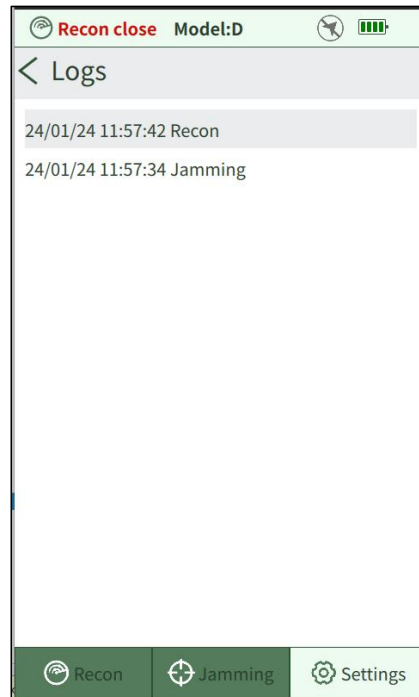 Recon close Model:D
Logs
24/01/24 11:57:42 Recon
24/01/24 11:57:34 Jamming
Recon Jamming Settings